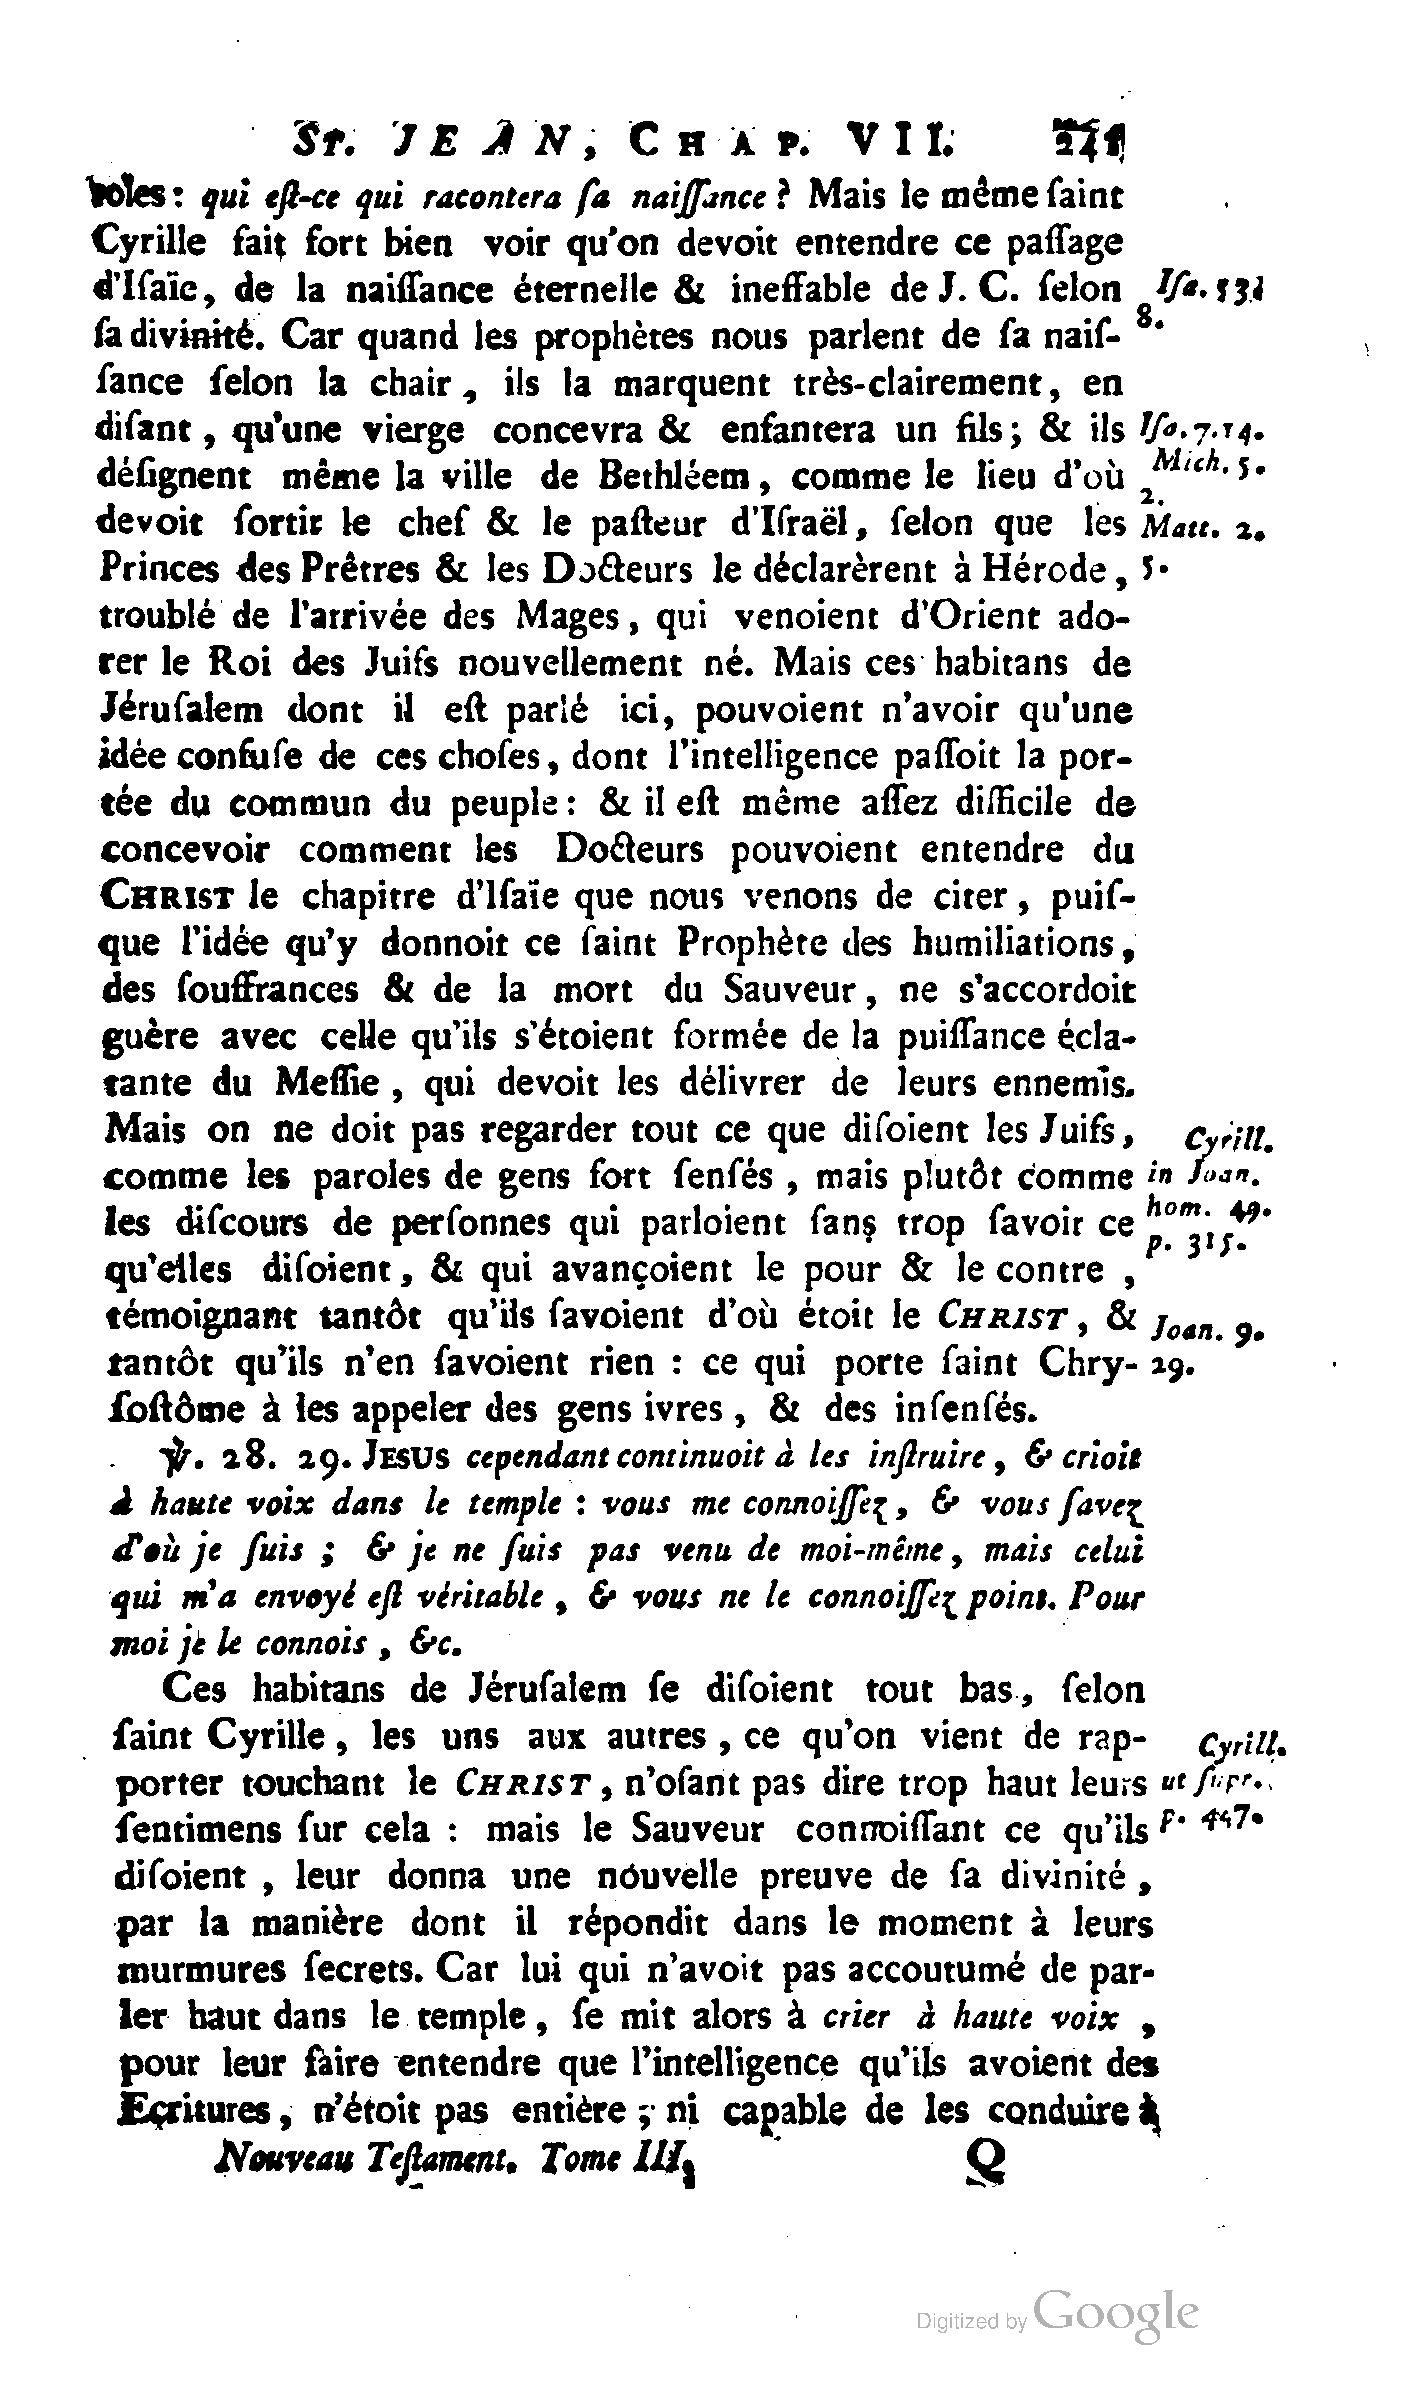 St. JEAN, CHAP. VII. 241
boles: qui eſt-ce qui racontera ſa naiſſance? Mais le même ſaint
Cyrille fait fort bien voir qu'on devoit entendre ce paſſage
d'Iſaïe, de la naiſſance éternelle & ineffable de J. C. ſelon
Iſa. 53.
8.
ſa divinité. Car quand les prophètes nous parlent de ſa naiſ-
ſance ſelon la chair, ils la marquent très-clairement, en
diſant, qu'une vierge concevra & enfantera un fils; & ils
Iſa. 7. 14.
déſignent même la ville de Bethléem, comme le lieu d'où
Mich. 5.
2.
devoit ſortir le chef & le paſteur d'Iſraël, ſelon que les
Matt. 2.
Princes des Prêtres & les Docteurs le déclarèrent à Hérode,
5.
troublé de l'arrivée des Mages, qui venoient d'Orient ado-
rer le Roi des Juifs nouvellement né. Mais ces habitans de
Jéruſalem dont il eſt parlé ici, pouvoient n'avoir qu'une
idée confuſe de ces choſes, dont l'intelligence paſſoit la por-
tée du commun du peuple: & il eſt même aſſez difficile de
concevoir comment les Docteurs pouvoient entendre du
CHRIST le chapitre d'Iſaïe que nous venons de citer, puiſ-
que l'idée qu'y donnoit ce ſaint Prophète des humiliations,
des ſouffrances & de la mort du Sauveur, ne s'accordoit
guère avec celle qu'ils s'étoient formée de la puiſſance écla-
tante du Meſſie, qui devoit les délivrer de leurs ennemis.
Mais on ne doit pas regarder tout ce que diſoient les Juifs,
Cyrill.
comme les paroles de gens fort ſenſés, mais plutôt comme
in Joan.
les diſcours de perſonnes qui parloient ſans trop ſavoir ce
hom. 49.
p. 315.
qu'elles diſoient, & qui avançoient le pour & le contre,
témoignant tantôt qu'ils ſavoient d'où étoit le CHRIST, &
Joan. 9.
tantôt qu'ils n'en ſavoient rien : ce qui porte ſaint Chry-
29.
ſoſtôme à les appeler des gens ivres, & des inſenſés.
℣. 28. 29. JESUS cependant continuoit à les inſtruire, & crioit
à haute voix dans le temple : vous me connoiſſez, & vous ſavez
d'où je ſuis ; & je ne ſuis pas venu de moi-même, mais celui
qui m'a envoyé eſt véritable, & vous ne le connoiſſez point. Pour
moi je le connois, &c.
Ces habitans de Jéruſalem ſe diſoient tout bas, ſelon
ſaint Cyrille, les uns aux autres, ce qu'on vient de rap-
Cyrill.
porter touchant le CHRIST, n'oſant pas dire trop haut leurs
ut ſupr.
ſentimens ſur cela : mais le Sauveur connoiſſant ce qu'ils
p. 447.
diſoient, leur donna une nouvelle preuve de ſa divinité,
par la manière dont il répondit dans le moment à leurs
murmures ſecrets. Car lui qui n'avoit pas accoutumé de par-
ler haut dans le temple, ſe mit alors à crier à haute voix,
pour leur faire entendre que l'intelligence qu'ils avoient des
Ecritures, n'étoit pas entière ; ni capable de les conduire à
Nouveau Teſtament. Tome III. Q
Digitized by Google